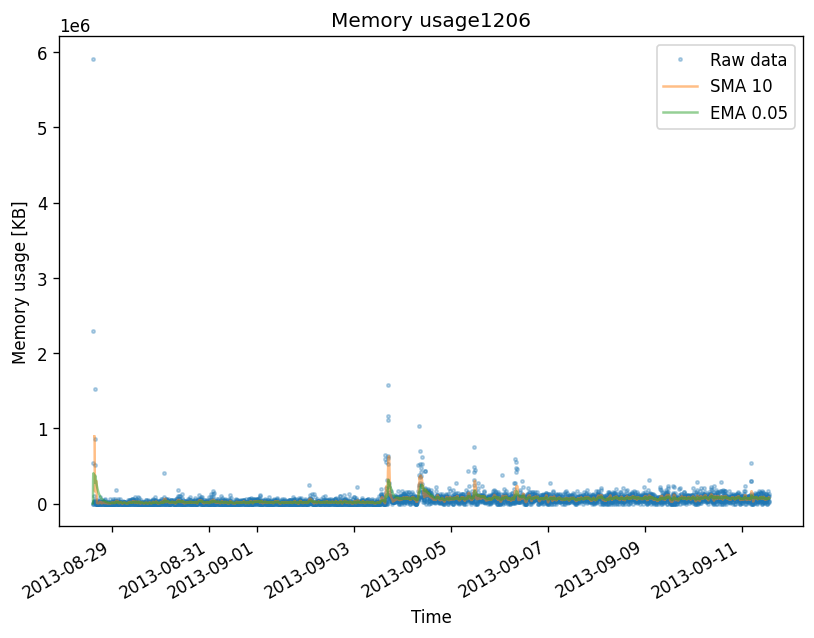 Memory usage1206
1e6
Raw data
SMA 10
EMA 0.05
6
5
4
3
2
1
0
Memory usage [KB]
2013-08-29
2013-08-31
2013-09-01
2013-09-03
2013-09-05
2013-09-07
2013-09-09
2013-09-11
Time